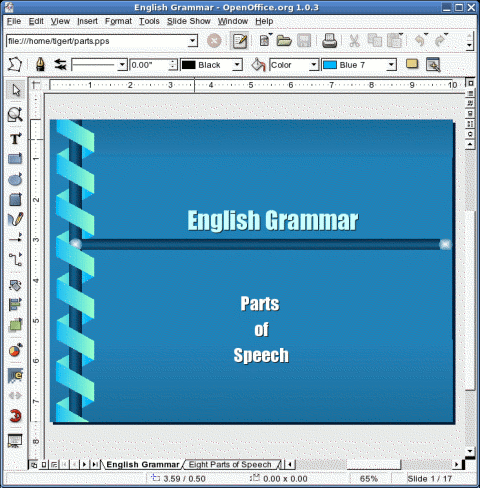 English Grammar - OpenOffice.org 1.0.3
File Edit View Insert Format Tools Slide Show Window Help
file:///home/tigert/parts.pps
0.00" Black Color Blue 7
1 2 3 4 5 6 7 8 9 10
1
2
3
4
5
6
7
8
English Grammar
Parts
of
Speech
English Grammar Eight Parts of Speech
3.59 / 0.50 0.00 x 0.00 65% Slide 1 / 17